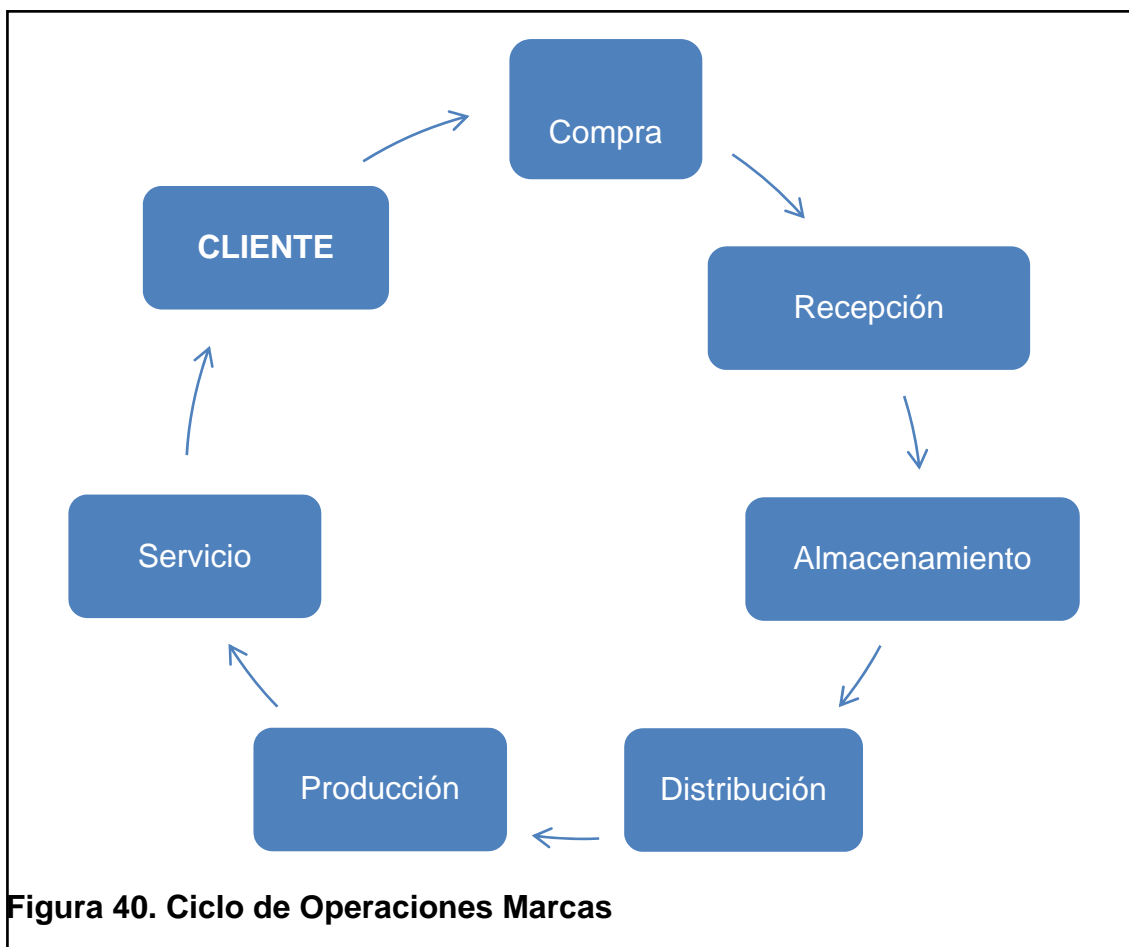 Compra
CLIENTE
Recepción
Servicio
Almacenamiento
Producción
Distribución
Figura 40. Ciclo de Operaciones Marcas